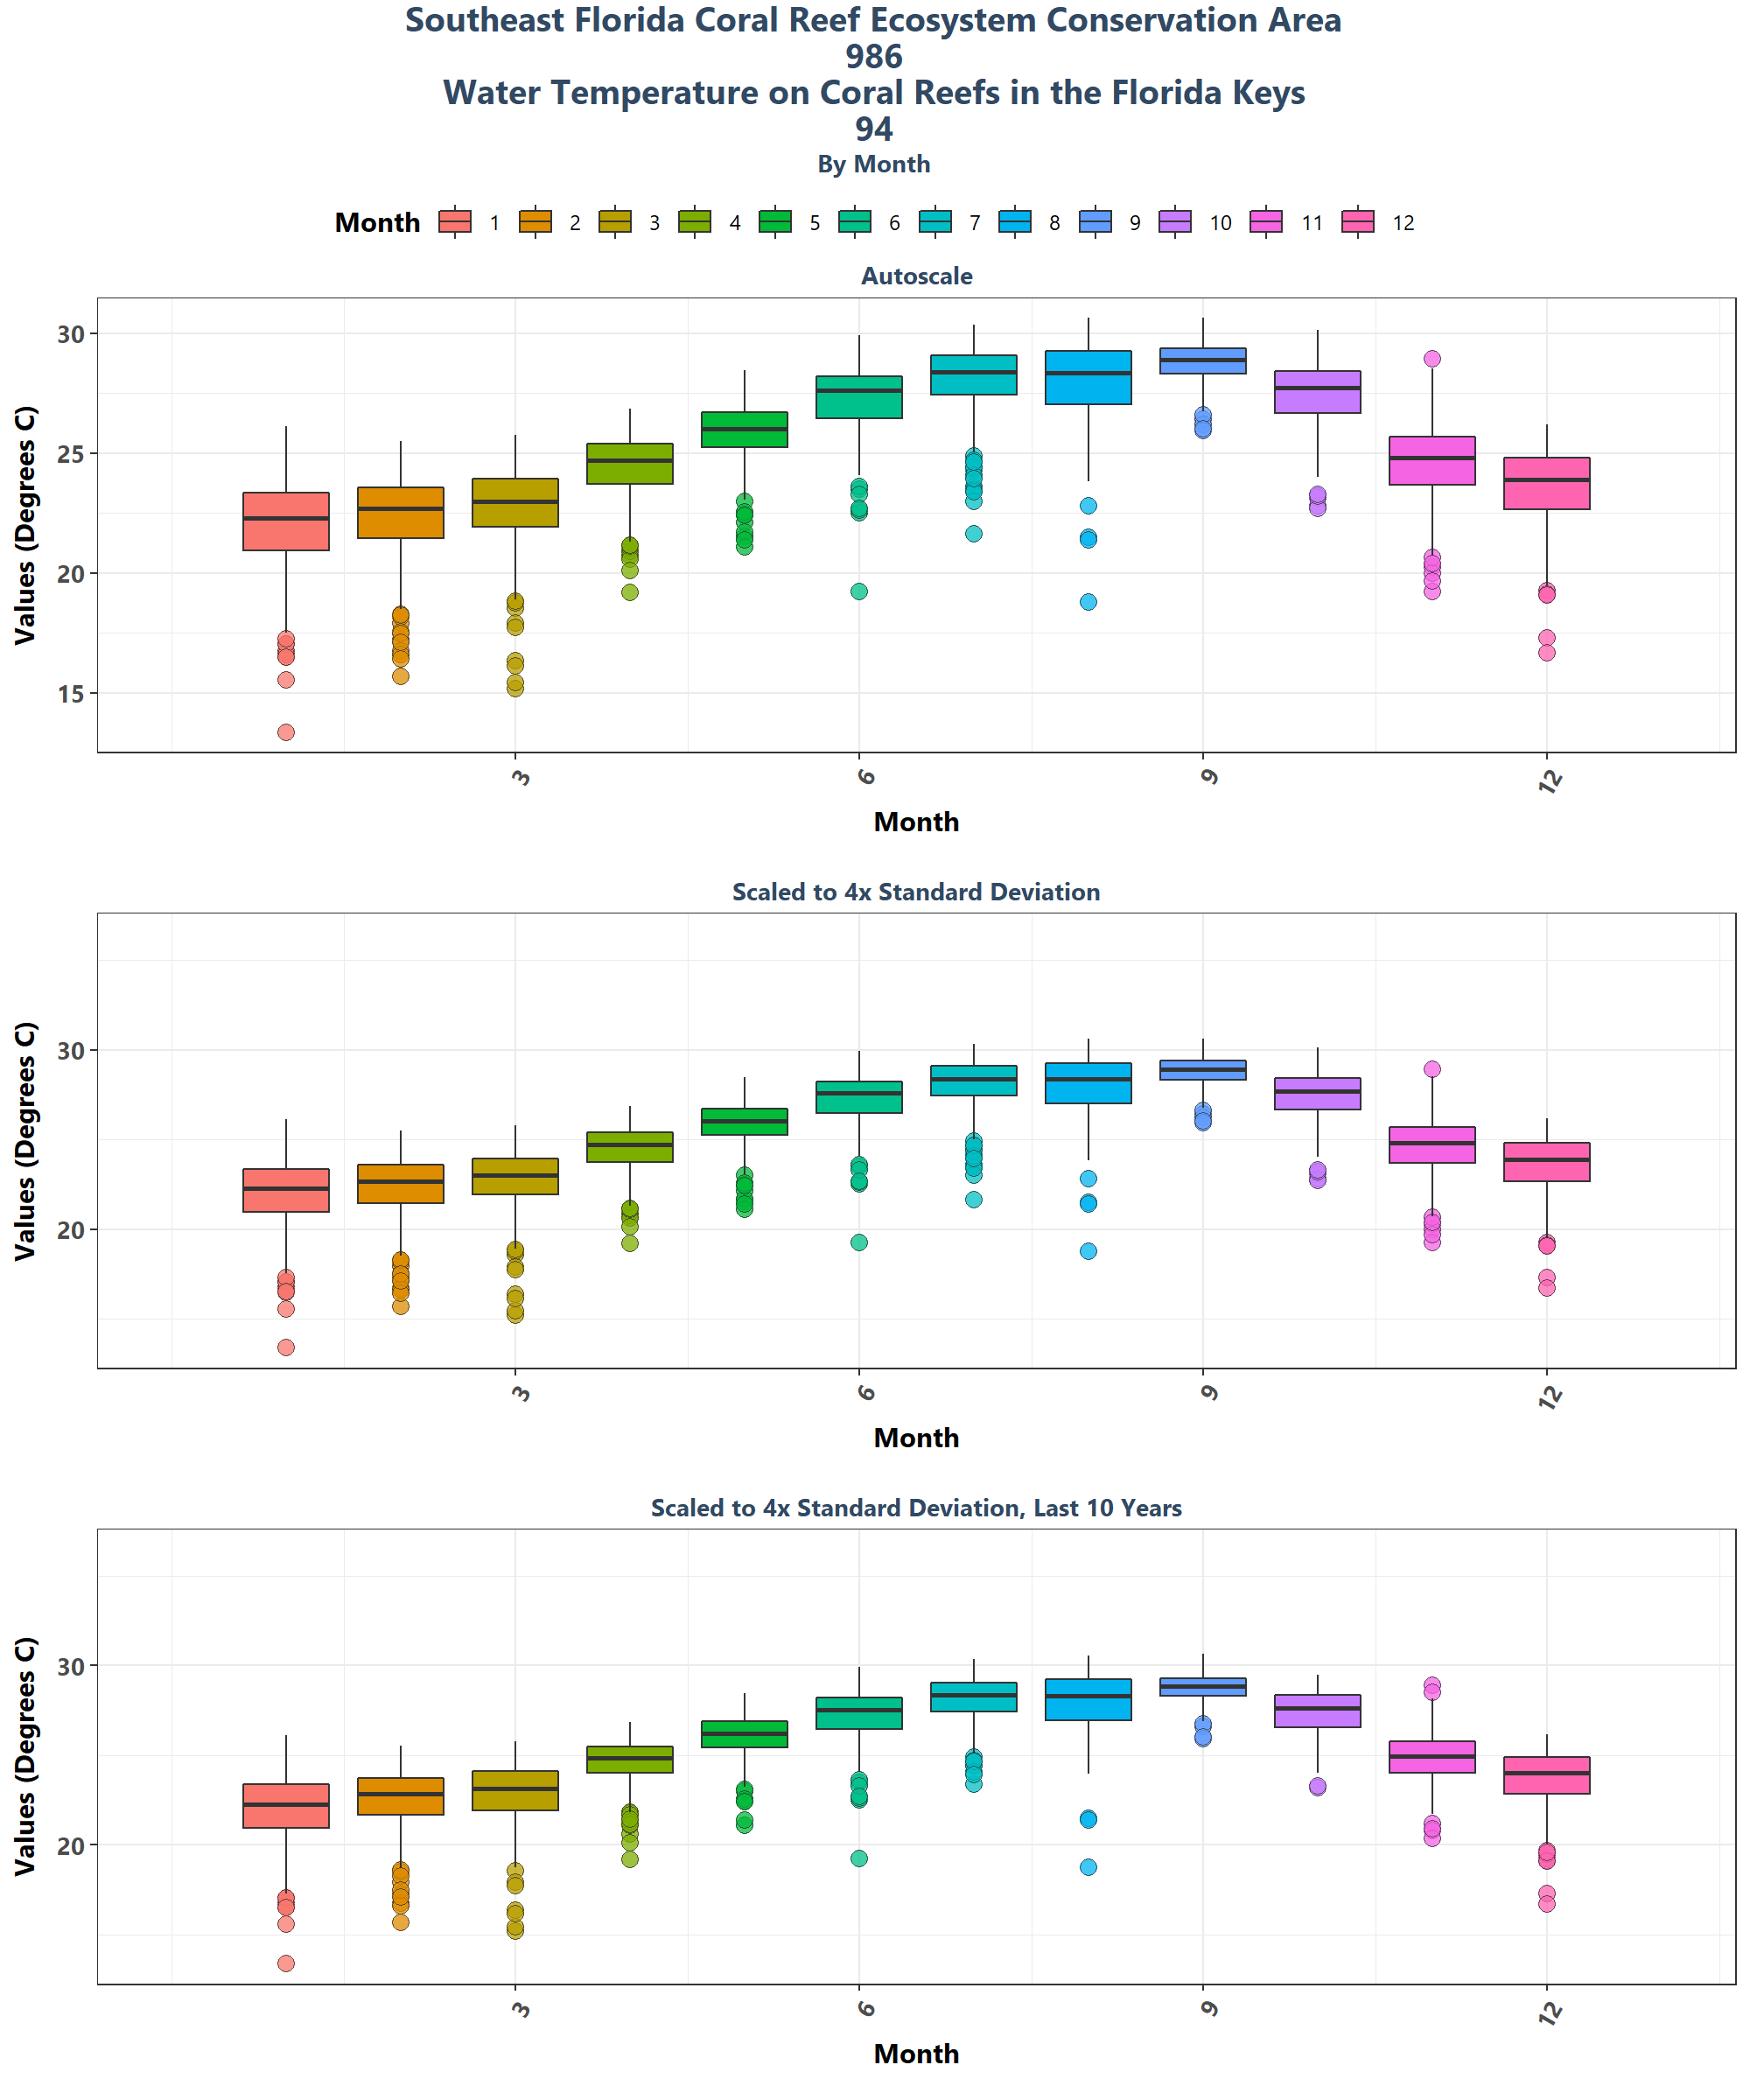 Southeast Florida Coral Reef Ecosystem Conservation Area
986
Water Temperature on Coral Reefs in the Florida Keys
94
By Month
Month 1 2 3 4 5 6 7 8 9 10 11 12
Autoscale
Values (Degrees C)
30
25
20
15
3 6 9 12
Month
Scaled to 4x Standard Deviation
Values (Degrees C)
30
20
3 6 9 12
Month
Scaled to 4x Standard Deviation, Last 10 Years
Values (Degrees C)
30
20
3 6 9 12
Month